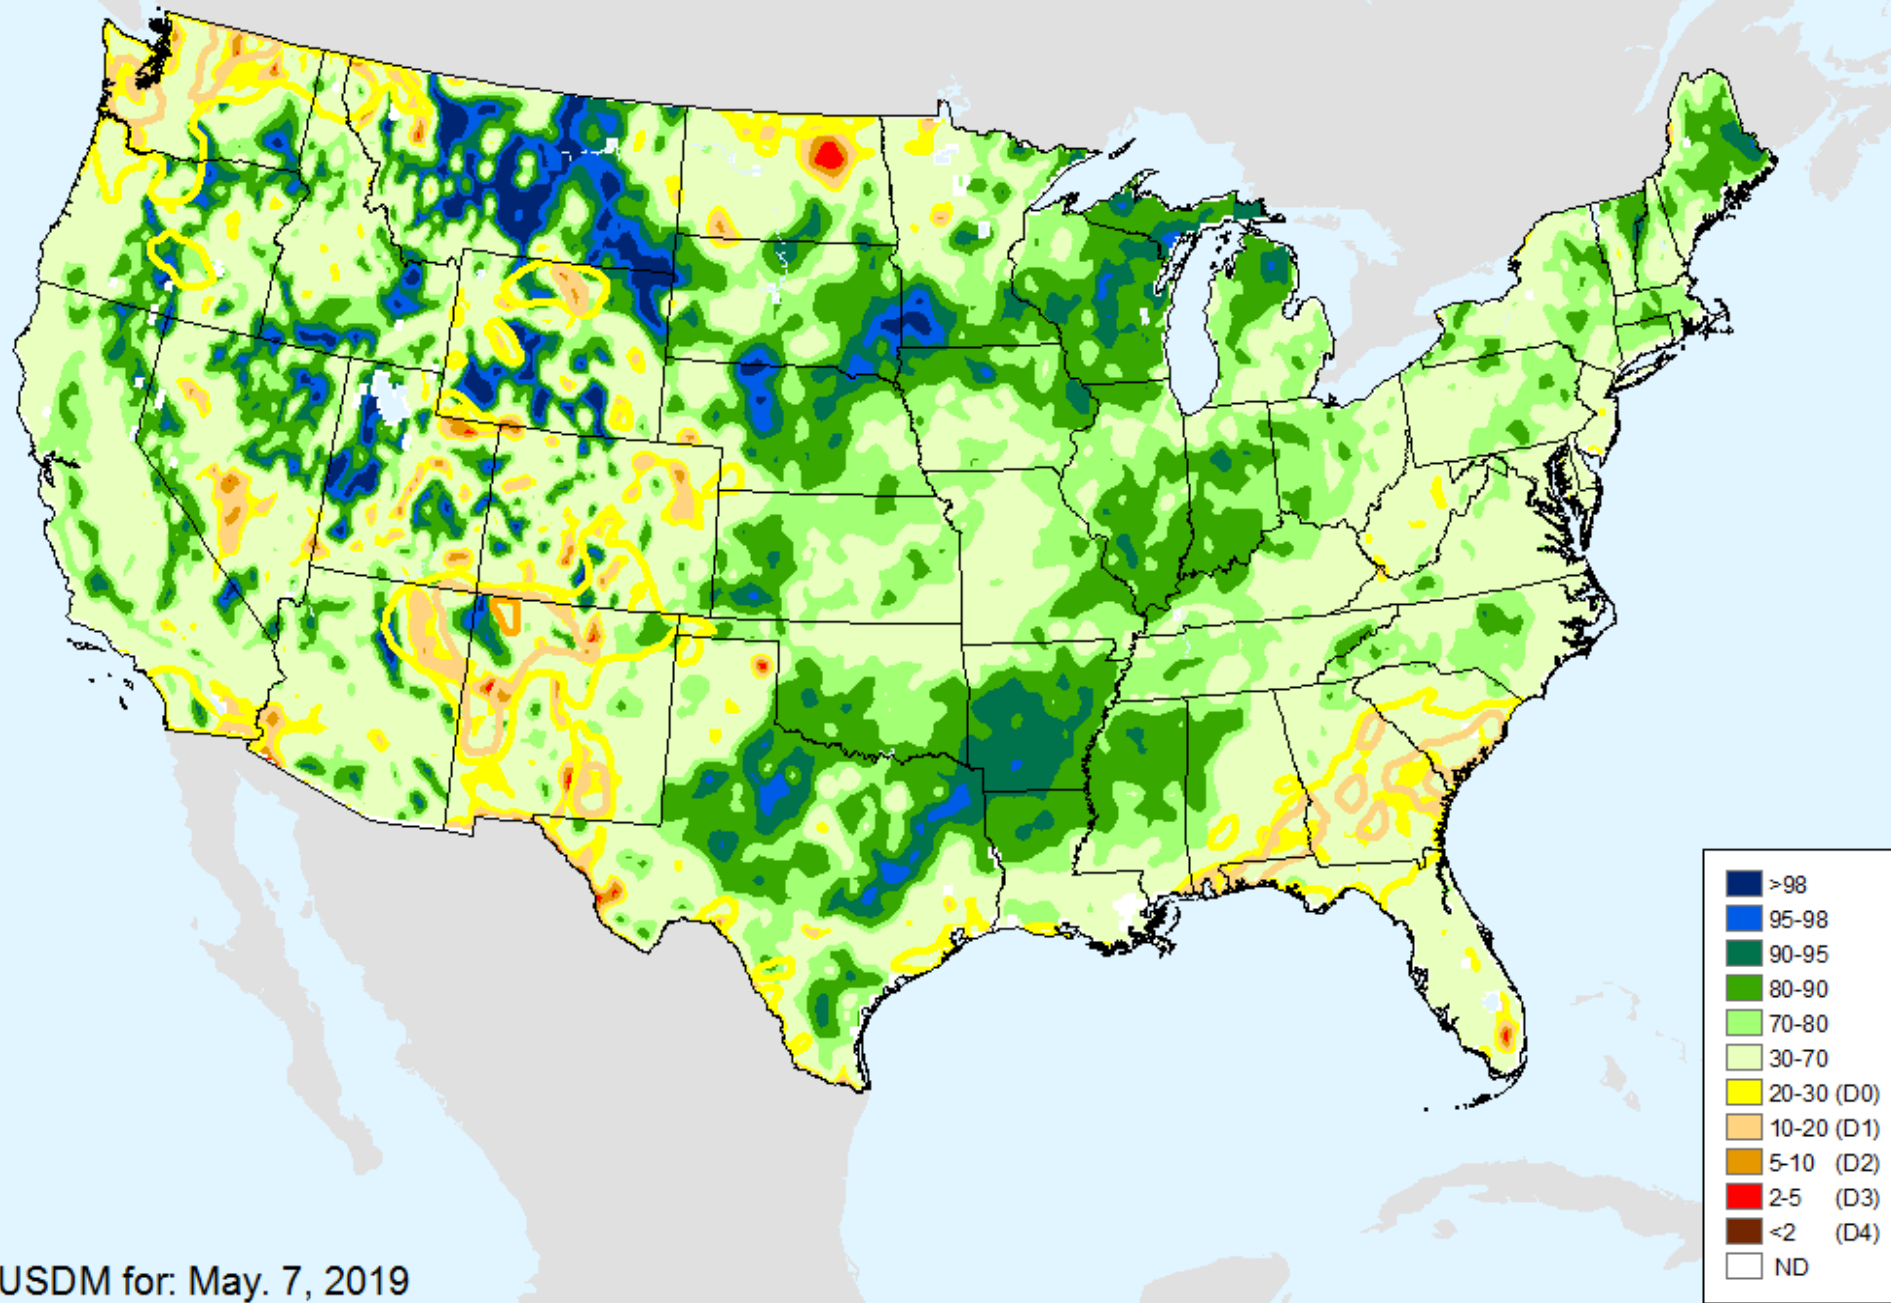 >98
95-98
90-95
80-90
70-80
30-70
20-30 (D0)
10-20 (D1)
5-10 (D2)
2-5 (D3)
<2 (D4)
ND
USDM for: May. 7, 2019